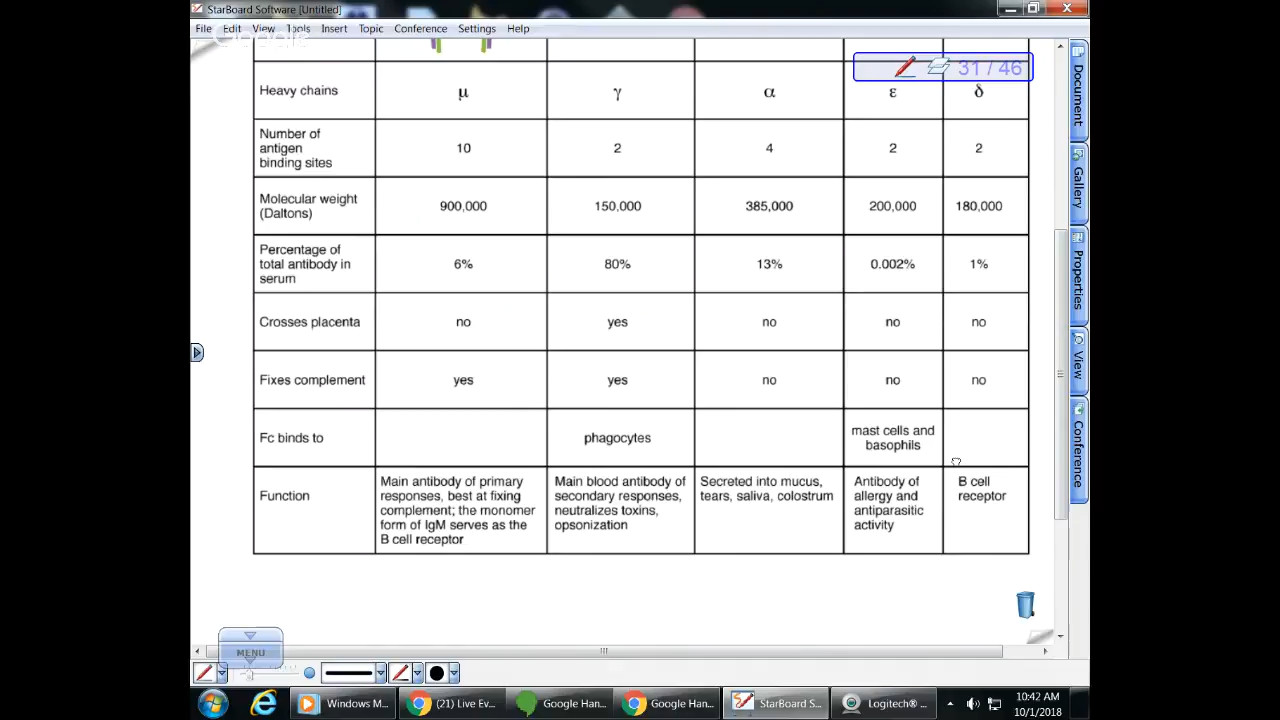 StarBoard Software [Untitled]
File Edit View Tools Insert Topic Conference Settings Help
Google
31 / 46
Heavy chains μ γ α ε δ
Number of
antigen
binding sites
10 2 4 2 2
Molecular weight
(Daltons)
900,000 150,000 385,000 200,000 180,000
Percentage of
total antibody in
serum
6% 80% 13% 0.002% 1%
Crosses placenta no yes no no no
Fixes complement yes yes no no no
Fc binds to
phagocytes
mast cells and
basophils
Function
Main antibody of primary
responses, best at fixing
complement; the monomer
form of IgM serves as the
B cell receptor
Main blood antibody of
secondary responses,
neutralizes toxins,
opsonization
Secreted into mucus,
tears, saliva, colostrum
Antibody of
allergy and
antiparasitic
activity
B cell
receptor
Document
Gallery
Properties
View
Conference
MENU
Windows M...
(21) Live Ev...
Google Han...
Google Han...
StarBoard S...
Logitech® ...
10:42 AM
10/1/2018